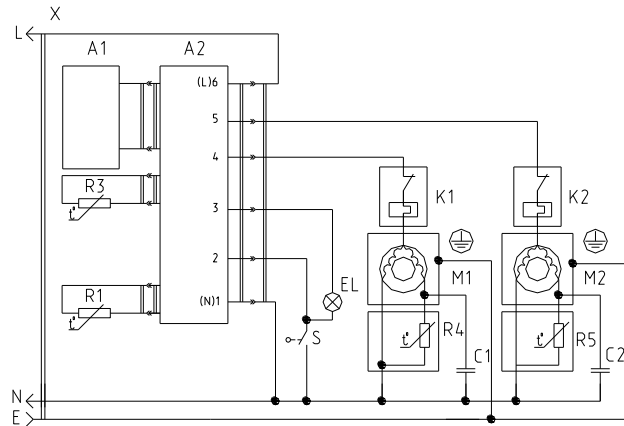 X
L
A1 A2
(L)6
5
4
R3
t°
K1 K2
3
2
M1 M2
EL
R1
(N)1
t°
S
t° R4 t° R5
C1 C2
N
E